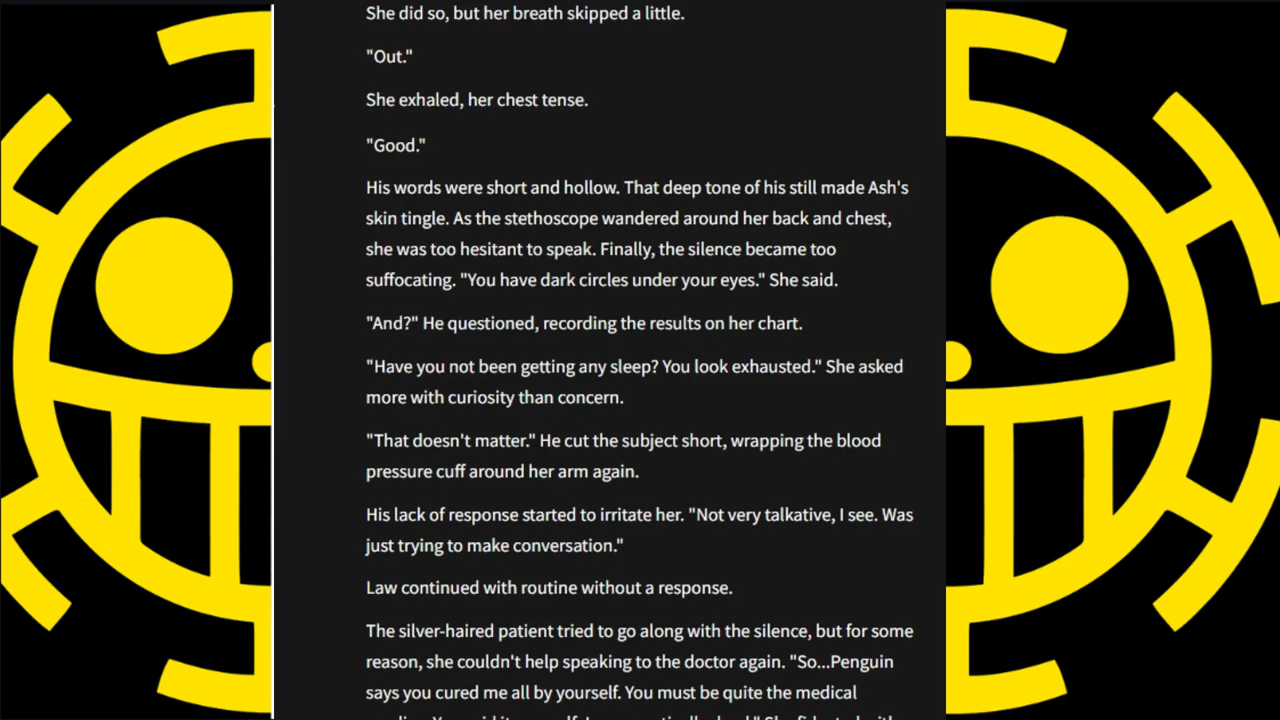 She did so, but her breath skipped a little.
"Out."
She exhaled, her chest tense.
"Good."
His words were short and hollow. That deep tone of his still made Ash's
skin tingle. As the stethoscope wandered around her back and chest,
she was too hesitant to speak. Finally, the silence became too
suffocating. "You have dark circles under your eyes." She said.
"And?" He questioned, recording the results on her chart.
"Have you not been getting any sleep? You look exhausted." She asked
more with curiosity than concern.
"That doesn't matter." He cut the subject short, wrapping the blood
pressure cuff around her arm again.
His lack of response started to irritate her. "Not very talkative, I see. Was
just trying to make conversation."
Law continued with routine without a response.
The silver-haired patient tried to go along with the silence, but for some
reason, she couldn't help speaking to the doctor again. "So...Penguin
says you cured me all by yourself. You must be quite the medical